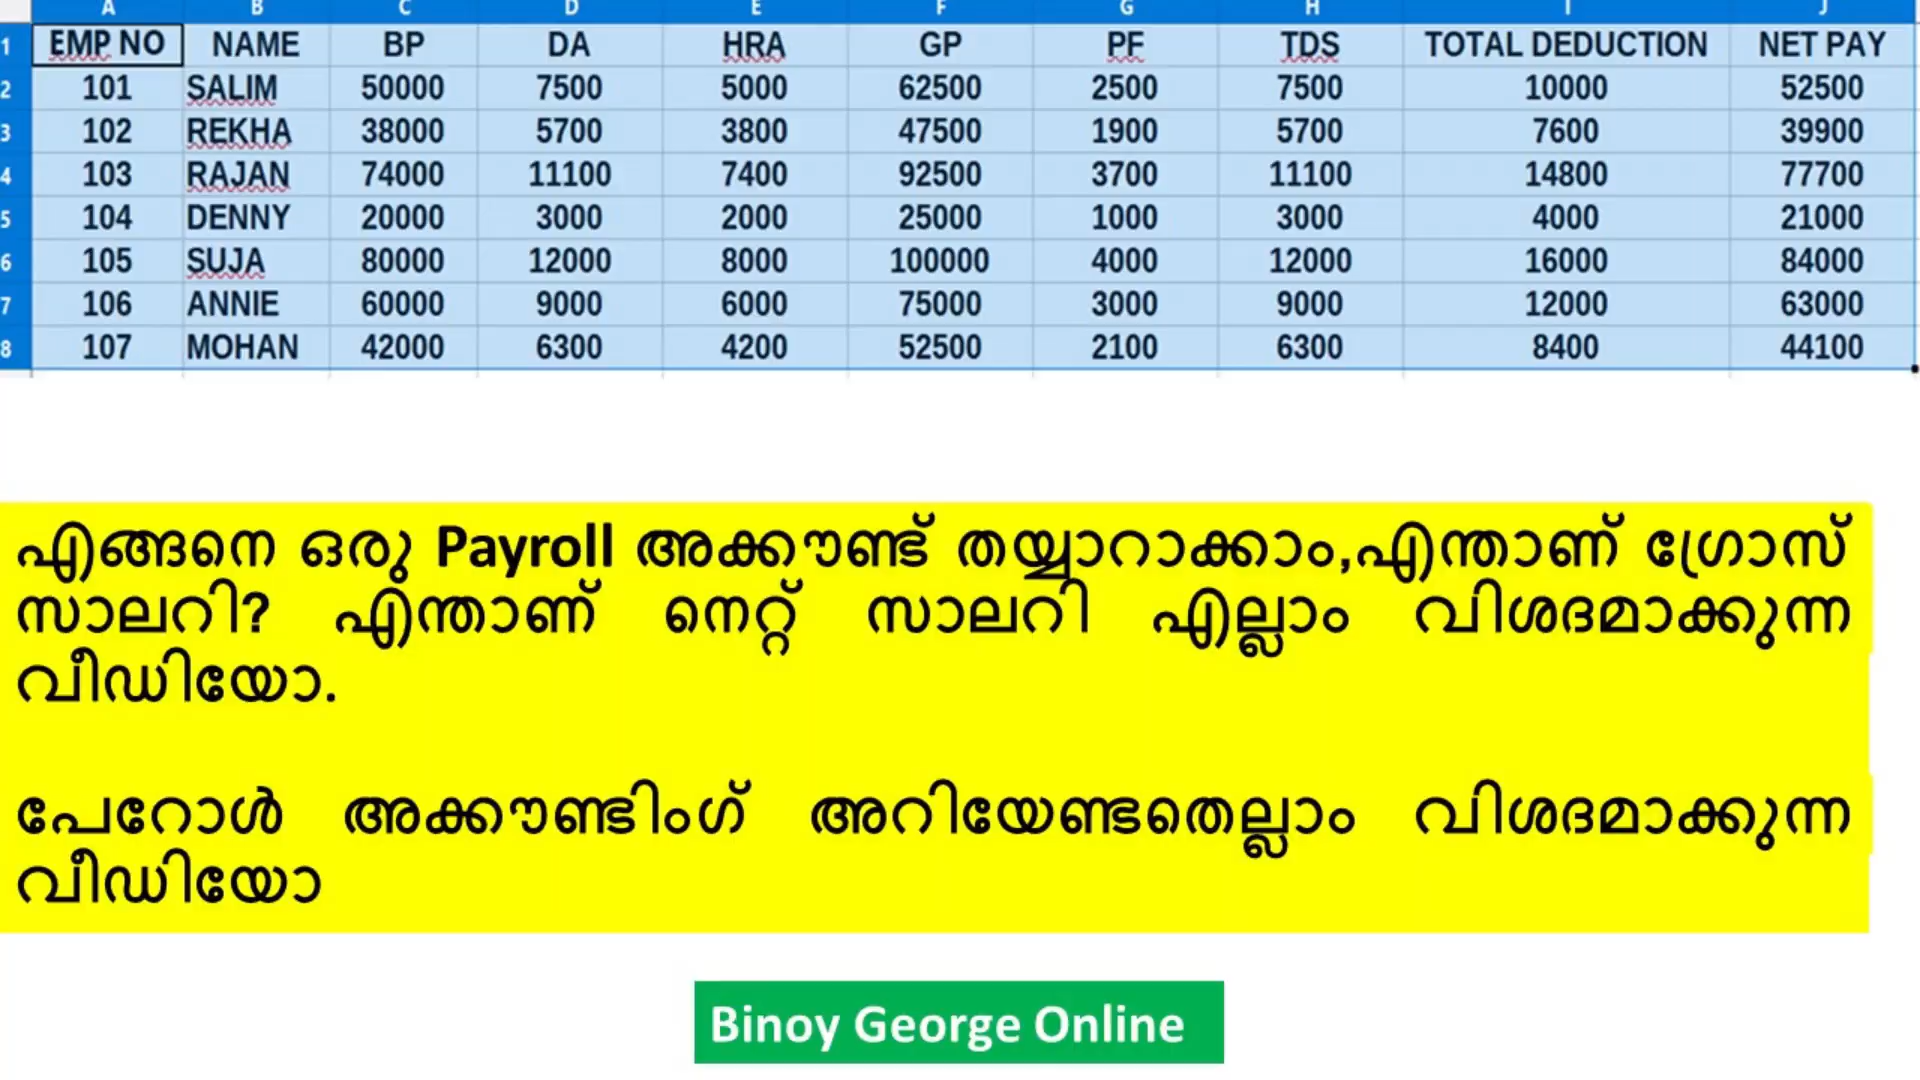 A B C D E F G H I J
1 EMP NO NAME BP DA HRA GP PF TDS TOTAL DEDUCTION NET PAY
2 101 SALIM 50000 7500 5000 62500 2500 7500 10000 52500
3 102 REKHA 38000 5700 3800 47500 1900 5700 7600 39900
4 103 RAJAN 74000 11100 7400 92500 3700 11100 14800 77700
5 104 DENNY 20000 3000 2000 25000 1000 3000 4000 21000
6 105 SUJA 80000 12000 8000 100000 4000 12000 16000 84000
7 106 ANNIE 60000 9000 6000 75000 3000 9000 12000 63000
8 107 MOHAN 42000 6300 4200 52500 2100 6300 8400 44100
എങ്ങനെ ഒരു Payroll അക്കൗണ്ട് തയ്യാറാക്കാം,എന്താണ് ഗ്രോസ്
സാലറി? എന്താണ് നെറ്റ് സാലറി എല്ലാം വിശദമാക്കുന്ന
വീഡിയോ.
പേറോൾ അക്കൗണ്ടിംഗ് അറിയേണ്ടതെല്ലാം വിശദമാക്കുന്ന
വീഡിയോ
Binoy George Online